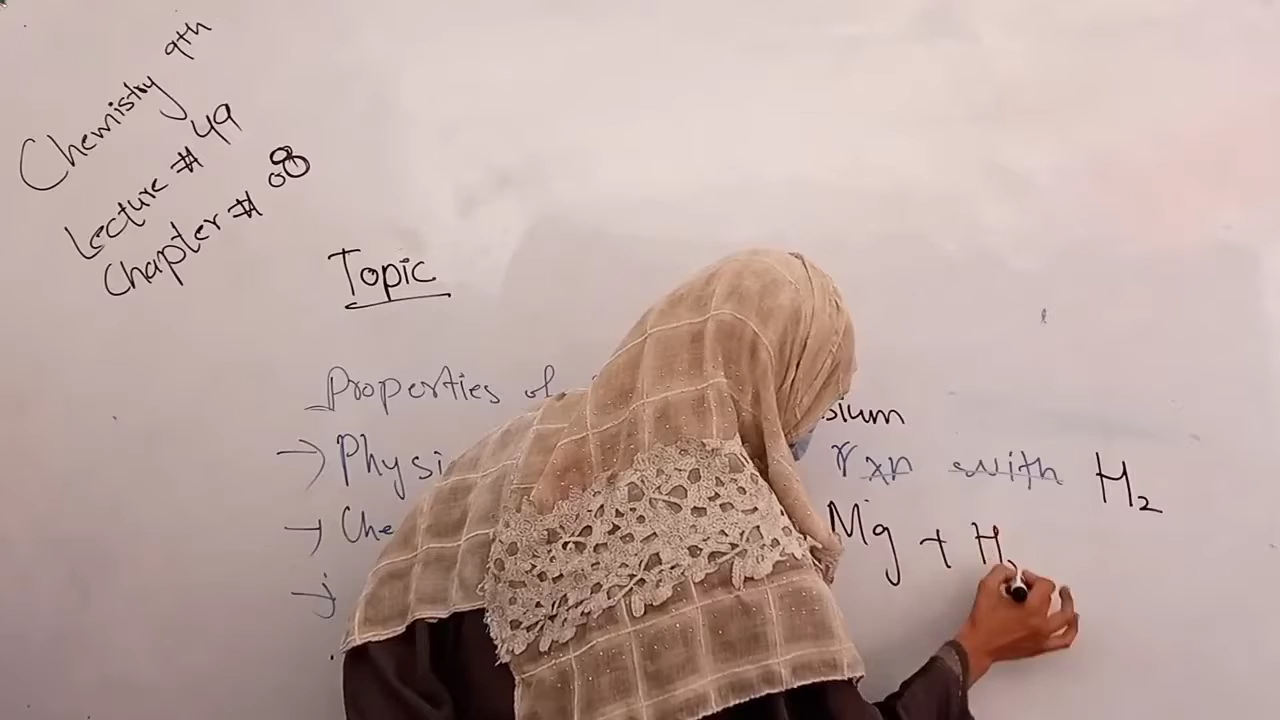 Chemistry 9th
Lecture # 49
Chapter # 08
Topic
Properties of
sium
→ Physi
rxn with H₂
→ Che
Mg + H₂